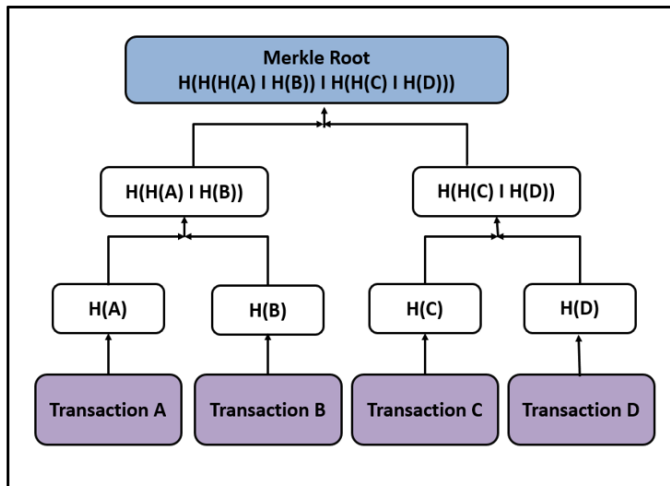 Merkle Root
H(H(H(A) I H(B)) I H(H(C) I H(D)))
H(H(A) I H(B))
H(H(C) I H(D))
H(A)
H(B)
H(C)
H(D)
Transaction A
Transaction B
Transaction C
Transaction D